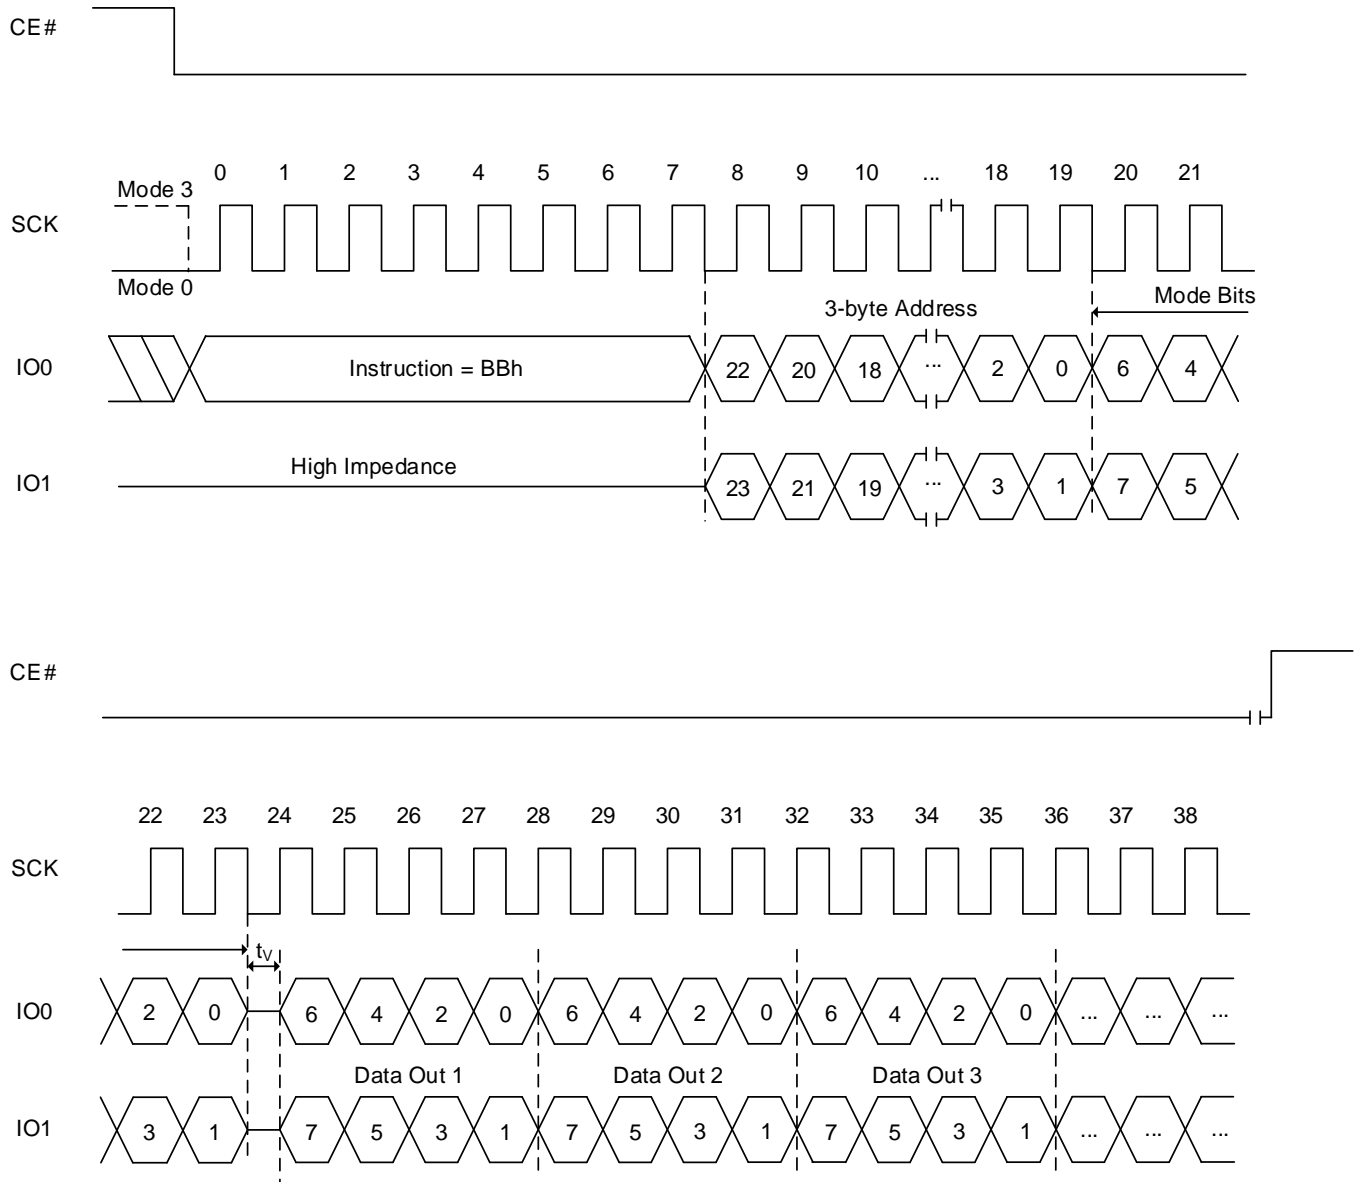 CE#
0 1 2 3 4 5 6 7 8 9 10 ... 18 19 20 21
Mode 3
SCK
Mode 0
3-byte Address Mode Bits
IO0 Instruction = BBh 22 20 18 ... 2 0 6 4
High Impedance
IO1 23 21 19 ... 3 1 7 5
CE#
22 23 24 25 26 27 28 29 30 31 32 33 34 35 36 37 38
SCK
tV
IO0 2 0 6 4 2 0 6 4 2 0 6 4 2 0 ... ... ...
Data Out 1 Data Out 2 Data Out 3
IO1 3 1 7 5 3 1 7 5 3 1 7 5 3 1 ... ... ...